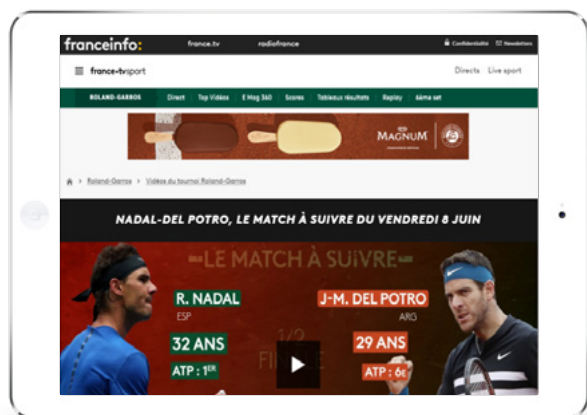 franceinfo: france.tv radiofrance Confidentialité Newsletters
france•tvsport Directs Live sport
ROLAND-GARROS Direct Top Vidéos E Mag 360 Scores Tableaux résultats Replay 6ème set
MAGNUM
Roland-Garros > Vidéos du tournoi Roland-Garros
NADAL-DEL POTRO, LE MATCH À SUIVRE DU VENDREDI 8 JUIN
LE MATCH À SUIVRE
R. NADAL J-M. DEL POTRO
ESP ARG
1/2
32 ANS 29 ANS
ATP : 1ER ATP : 6E